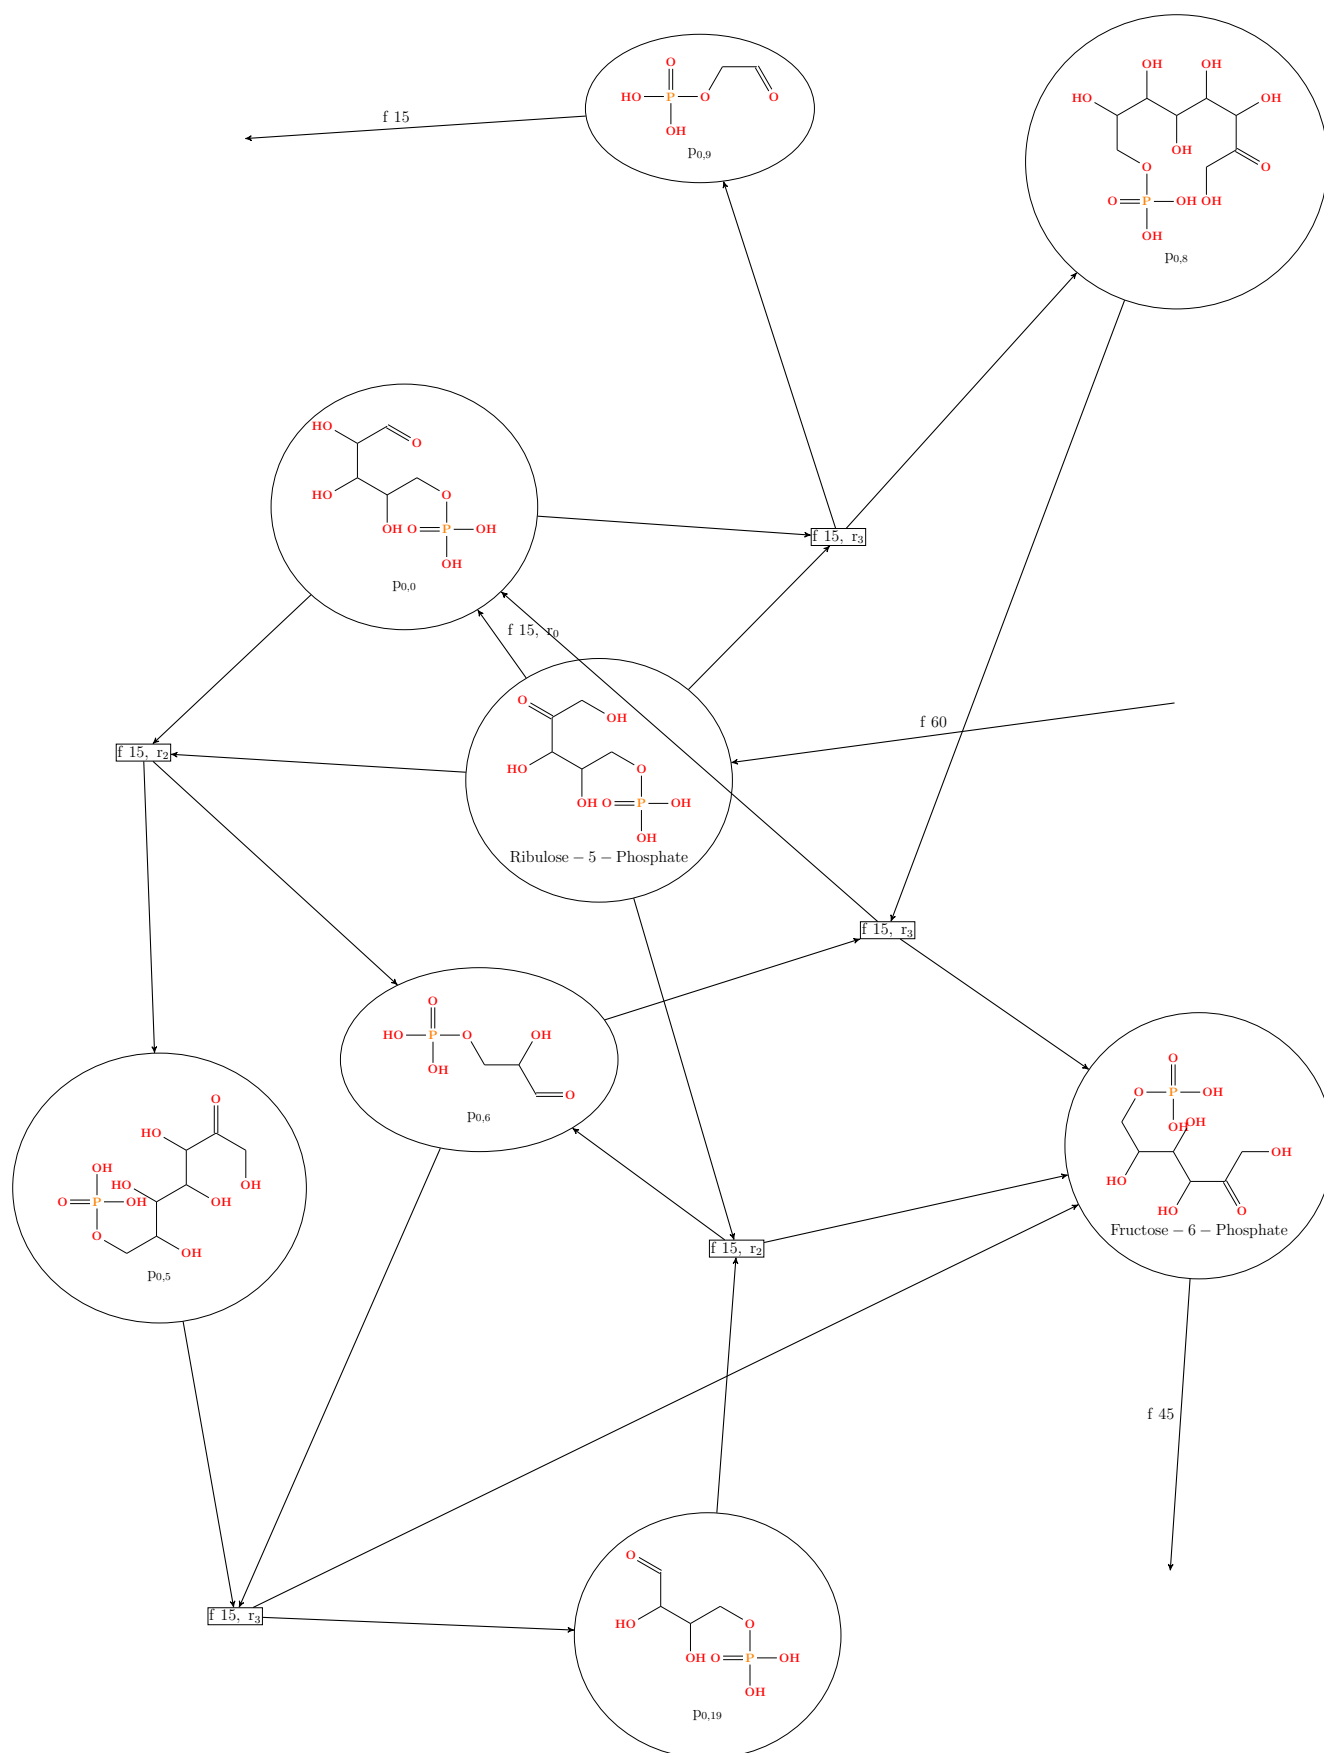 O
HO P O O
OH
p0,9
f 15
OH OH
HO OH
OH
O O
O P OH OH
OH
p0,8
HO
O
HO O
OH O P OH
OH
p0,0
f 15, r3
f 15, r0
O
OH
HO O
OH O P OH
OH
Ribulose – 5 – Phosphate
f 60
f 15, r2
f 15, r3
O
HO P O OH
OH
O
p0,6
O
O P OH
OH OH
OH
HO
HO O
Fructose – 6 – Phosphate
O
HO
OH
HO OH
O P OH OH
O
OH
p0,5
f 15, r2
f 45
f 15, r3
O
HO O
OH O P OH
OH
p0,19